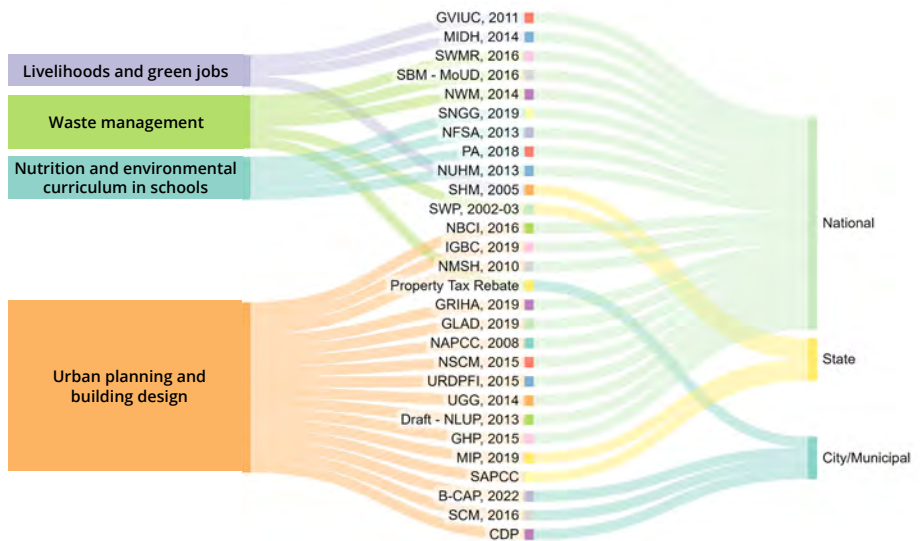 Livelihoods and green jobs
Waste management
Nutrition and environmental
curriculum in schools
Urban planning and
building design
GVIUC, 2011
MIDH, 2014
SWMR, 2016
SBM - MoUD, 2016
NWM, 2014
SNGG, 2019
NFSA, 2013
PA, 2018
NUHM, 2013
SHM, 2005
SWP, 2002-03
NBCI, 2016
IGBC, 2019
NMSH, 2010
Property Tax Rebate
GRIHA, 2019
GLAD, 2019
NAPCC, 2008
NSCM, 2015
URDPFI, 2015
UGG, 2014
Draft - NLUP, 2013
GHP, 2015
MIP, 2019
SAPCC
B-CAP, 2022
SCM, 2016
CDP
National
State
City/Municipal